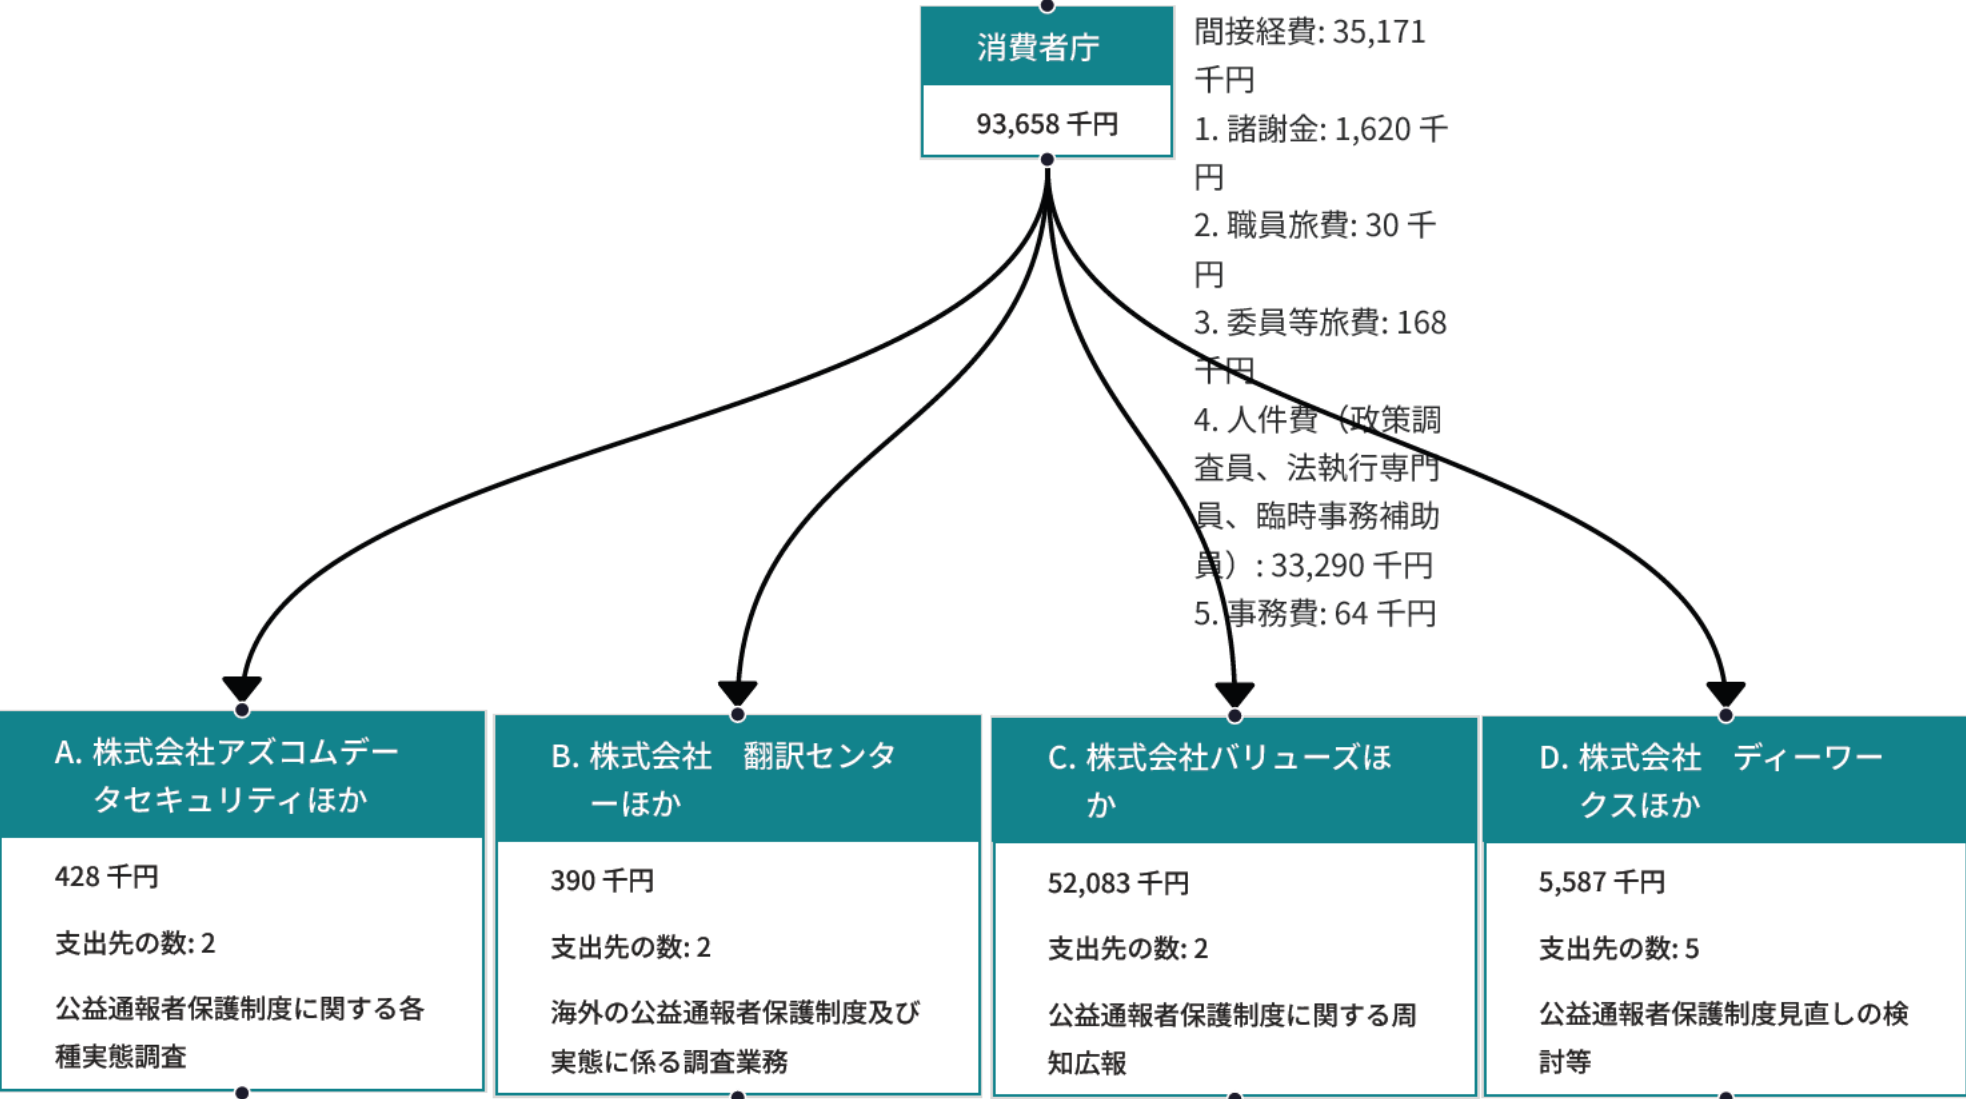 消費者庁
93,658 千円
間接経費: 35,171
千円
1. 諸謝金: 1,620 千
円
2. 職員旅費: 30 千
円
3. 委員等旅費: 168
千円
4. 人件費（政策調
査員、法執行専門
員、臨時事務補助
員）: 33,290 千円
5. 事務費: 64 千円
A. 株式会社アズコムデー
タセキュリティほか
428 千円
支出先の数: 2
公益通報者保護制度に関する各
種実態調査
B. 株式会社　翻訳センタ
ーほか
390 千円
支出先の数: 2
海外の公益通報者保護制度及び
実態に係る調査業務
C. 株式会社バリューズほ
か
52,083 千円
支出先の数: 2
公益通報者保護制度に関する周
知広報
D. 株式会社　ディーワー
クスほか
5,587 千円
支出先の数: 5
公益通報者保護制度見直しの検
討等